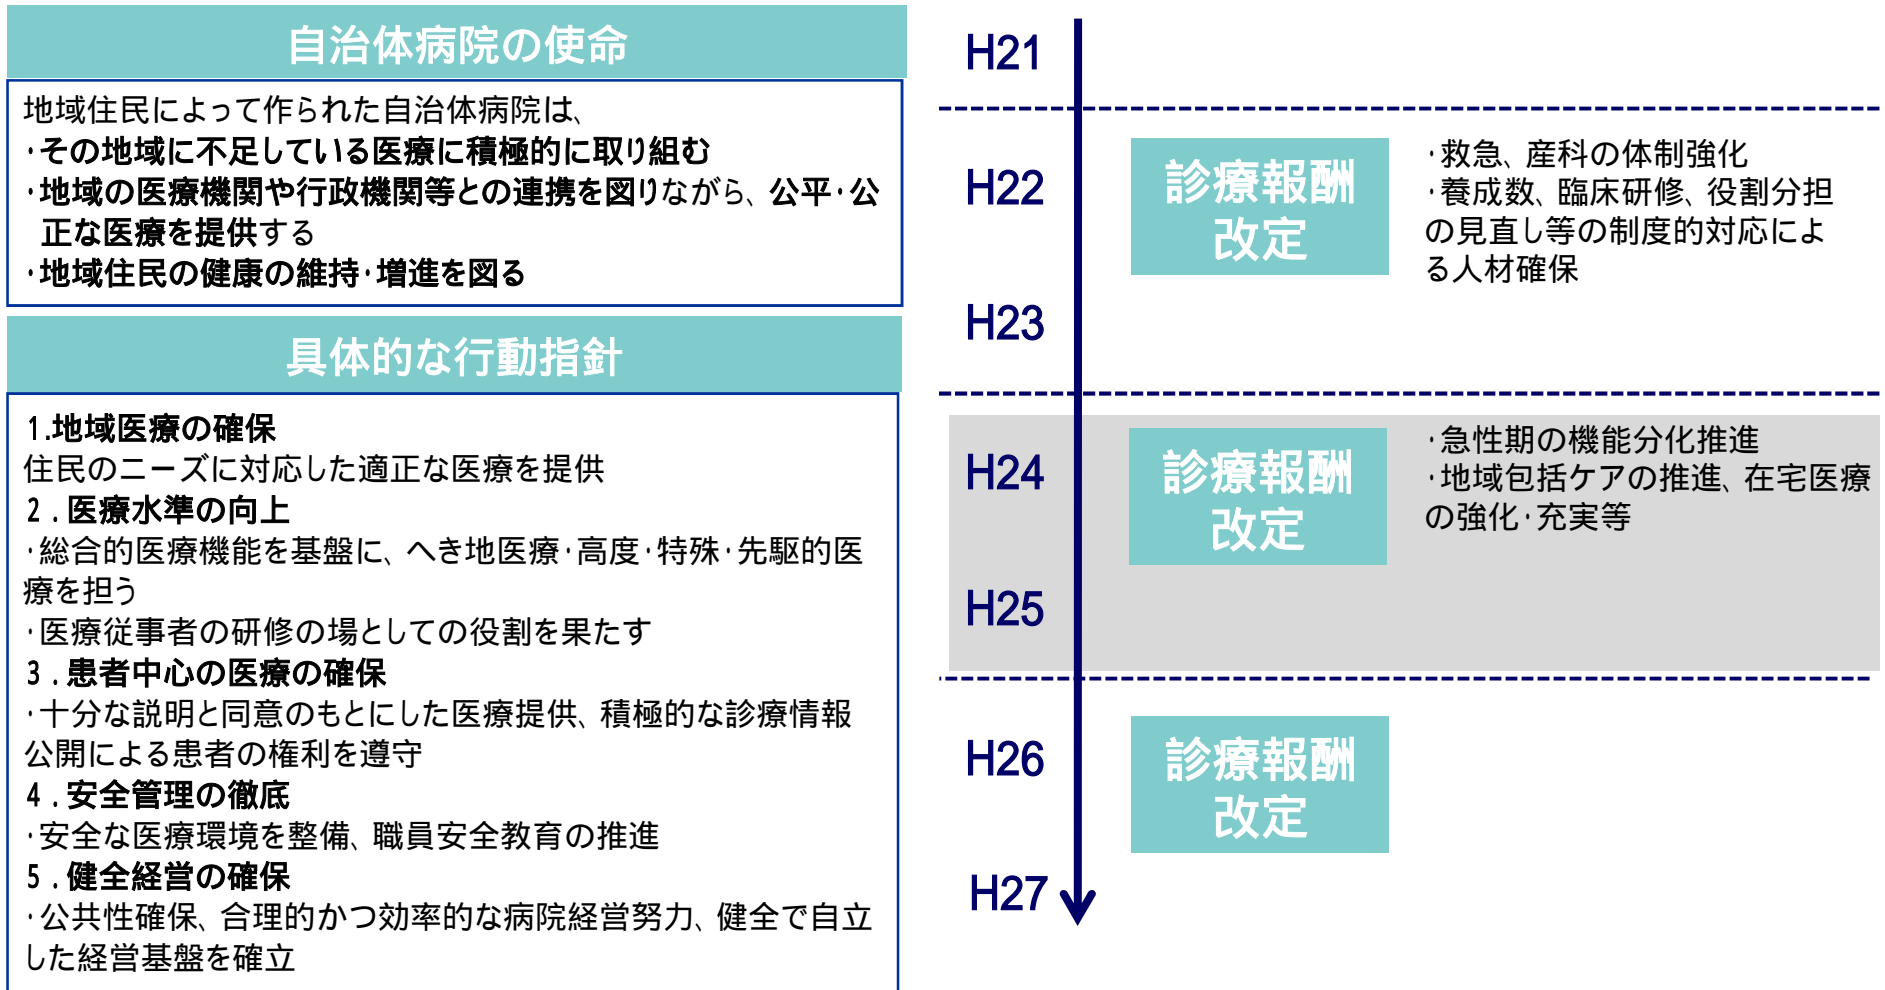 自治体病院の使命
地域住民によって作られた自治体病院は、
・その地域に不足している医療に積極的に取り組む
・地域の医療機関や行政機関等との連携を図りながら、公平・公
正な医療を提供する
・地域住民の健康の維持・増進を図る
具体的な行動指針
1.地域医療の確保
住民のニーズに対応した適正な医療を提供
2．医療水準の向上
・総合的医療機能を基盤に、へき地医療・高度・特殊・先駆的医
療を担う
・医療従事者の研修の場としての役割を果たす
3．患者中心の医療の確保
・十分な説明と同意のもとにした医療提供、積極的な診療情報
公開による患者の権利を遵守
4．安全管理の徹底
・安全な医療環境を整備、職員安全教育の推進
5．健全経営の確保
・公共性確保、合理的かつ効率的な病院経営努力、健全で自立
した経営基盤を確立
H21
H22
診療報酬
改定
・救急、産科の体制強化
・養成数、臨床研修、役割分担
の見直し等の制度的対応によ
る人材確保
H23
H24
診療報酬
改定
・急性期の機能分化推進
・地域包括ケアの推進、在宅医療
の強化・充実等
H25
H26
診療報酬
改定
H27